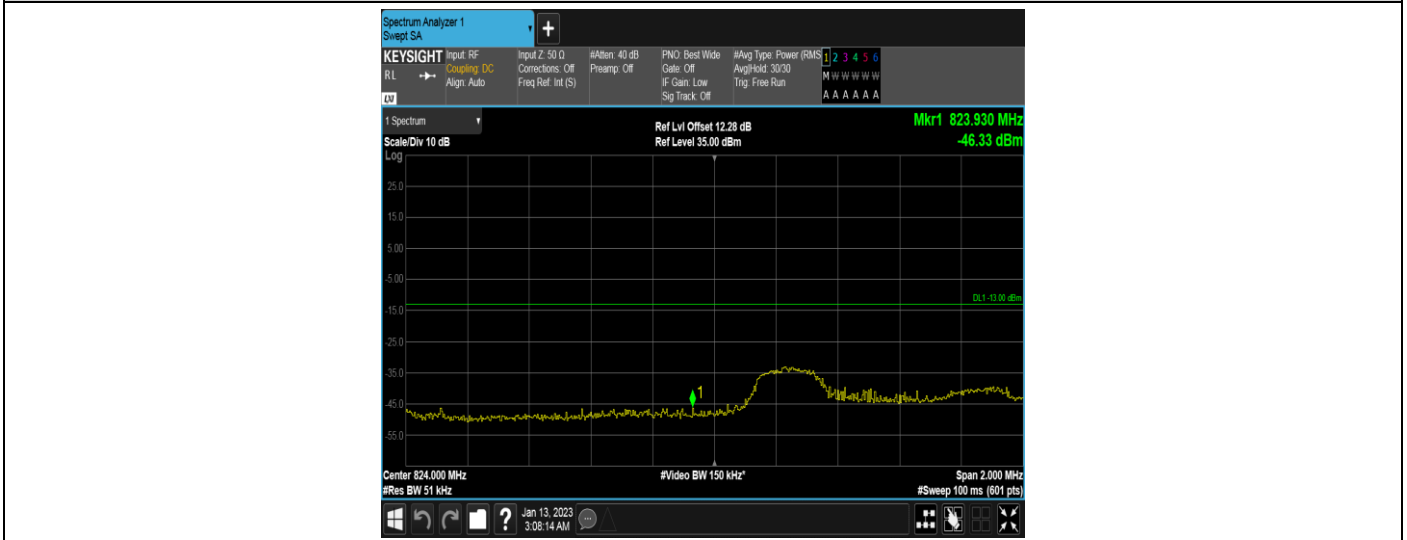 Spectrum Analyzer 1
Swept SA
KEYSIGHT
RL
LXI
Input: RF
Coupling: DC
Align: Auto
Input Z: 50 Ω
Corrections: Off
Freq Ref: Int (S)
#Atten: 40 dB
Preamp: Off
PNO: Best Wide
Gate: Off
IF Gain: Low
Sig Track: Off
#Avg Type: Power (RMS
Avg|Hold: 30/30
Trig: Free Run
1 2 3 4 5 6
M W W W W W
A A A A A A
1 Spectrum
Scale/Div 10 dB
Log
Ref Lvl Offset 12.28 dB
Ref Level 35.00 dBm
Mkr1 823.930 MHz
-46.33 dBm
25.0
15.0
5.00
-5.00
DL1 -13.00 dBm
-15.0
-25.0
-35.0
1
-45.0
-55.0
Center 824.000 MHz
#Res BW 51 kHz
#Video BW 150 kHz*
Span 2.000 MHz
#Sweep 100 ms (601 pts)
?
Jan 13, 2023
3:08:14 AM